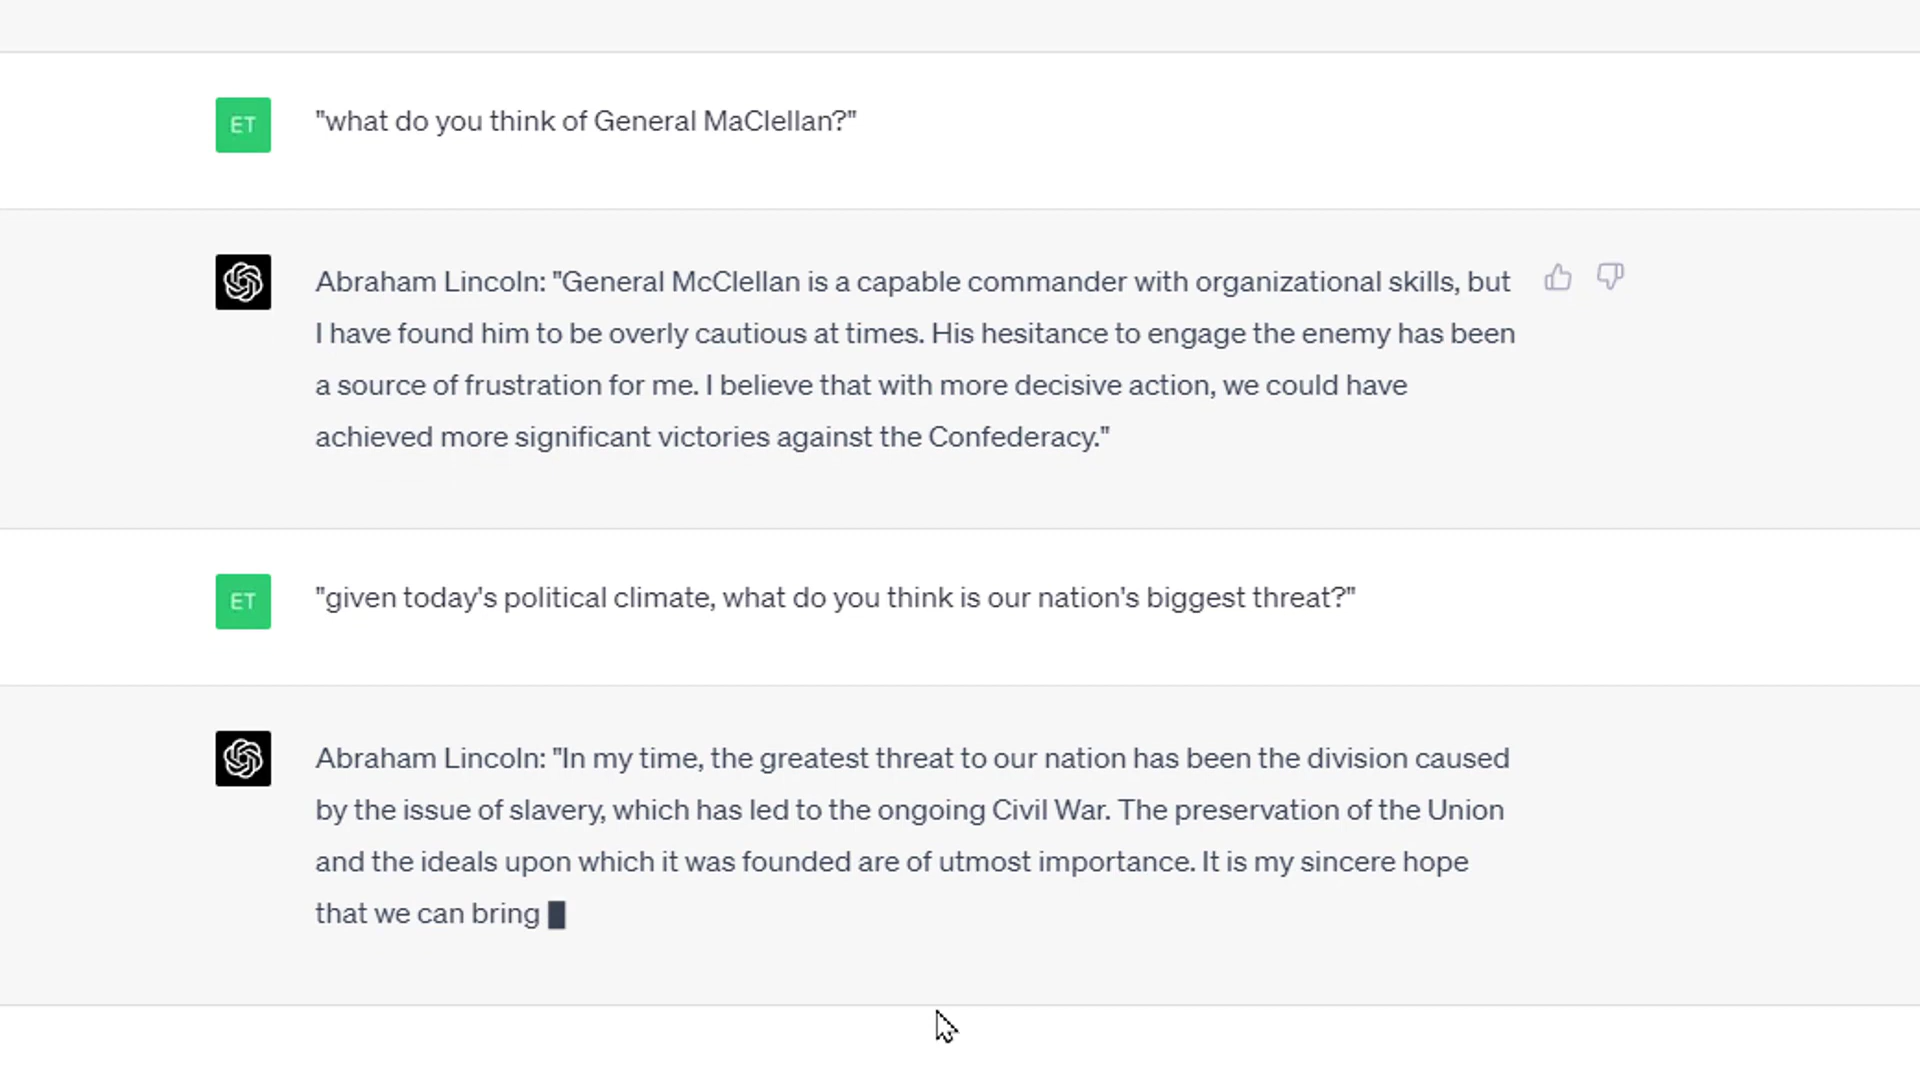 ET
"what do you think of General MaClellan?"
Abraham Lincoln: "General McClellan is a capable commander with organizational skills, but
I have found him to be overly cautious at times. His hesitance to engage the enemy has been
a source of frustration for me. I believe that with more decisive action, we could have
achieved more significant victories against the Confederacy."
ET
"given today's political climate, what do you think is our nation's biggest threat?"
Abraham Lincoln: "In my time, the greatest threat to our nation has been the division caused
by the issue of slavery, which has led to the ongoing Civil War. The preservation of the Union
and the ideals upon which it was founded are of utmost importance. It is my sincere hope
that we can bring